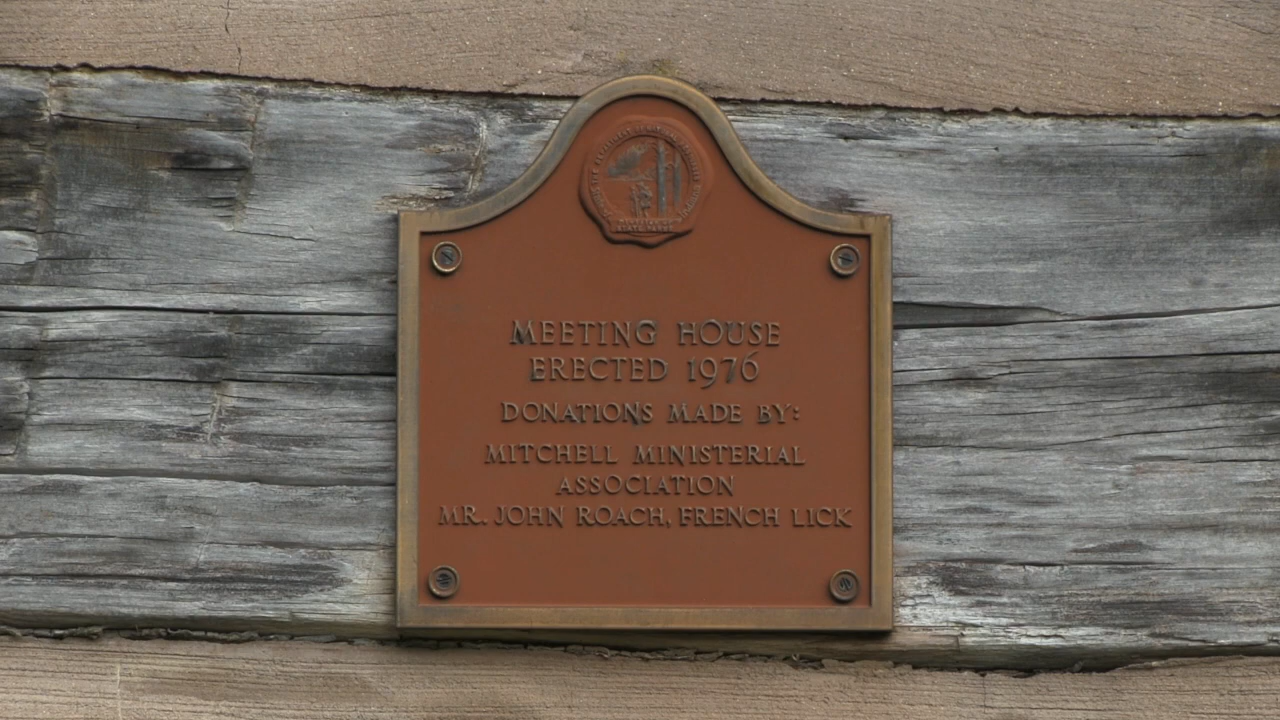 MEETING HOUSE
ERECTED 1976
DONATIONS MADE BY:
MITCHELL MINISTERIAL
ASSOCIATION
MR. JOHN ROACH, FRENCH LICK